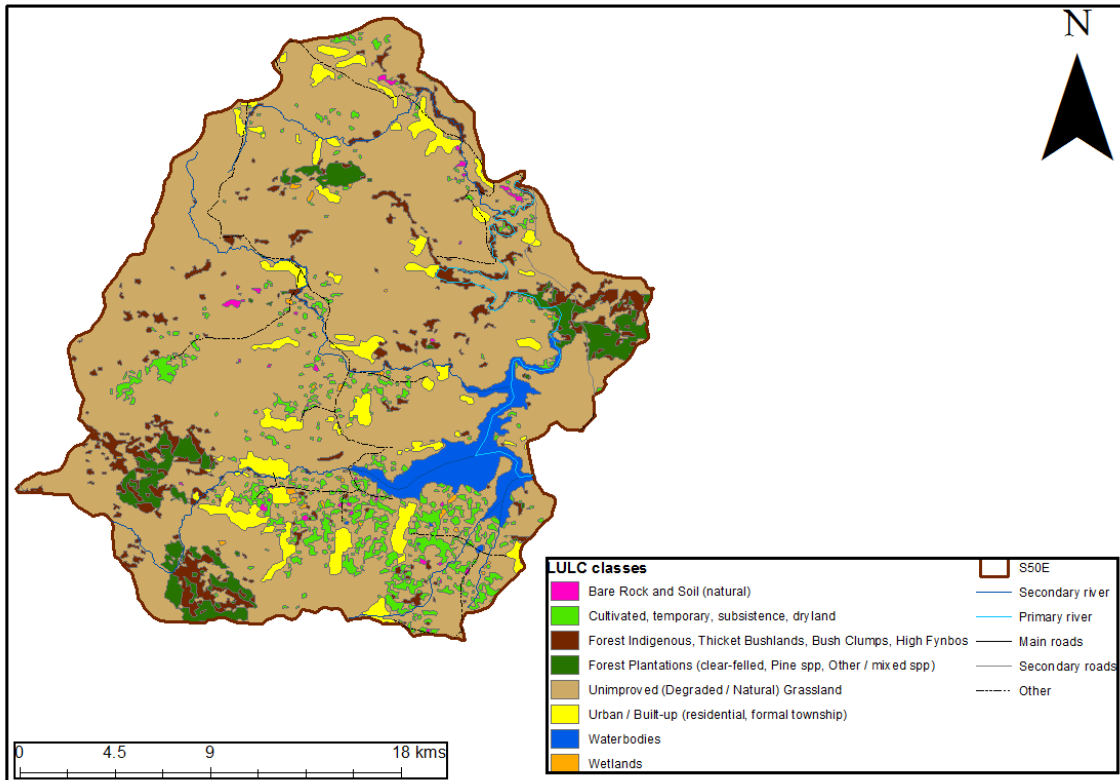 N
LULC classes
Bare Rock and Soil (natural)
Cultivated, temporary, subsistence, dryland
Forest Indigenous, Thicket Bushlands, Bush Clumps, High Fynbos
Forest Plantations (clear-felled, Pine spp, Other / mixed spp)
Unimproved (Degraded / Natural) Grassland
Urban / Built-up (residential, formal township)
Waterbodies
Wetlands
S50E
Secondary river
Primary river
Main roads
Secondary roads
Other
0 4.5 9 18 kms